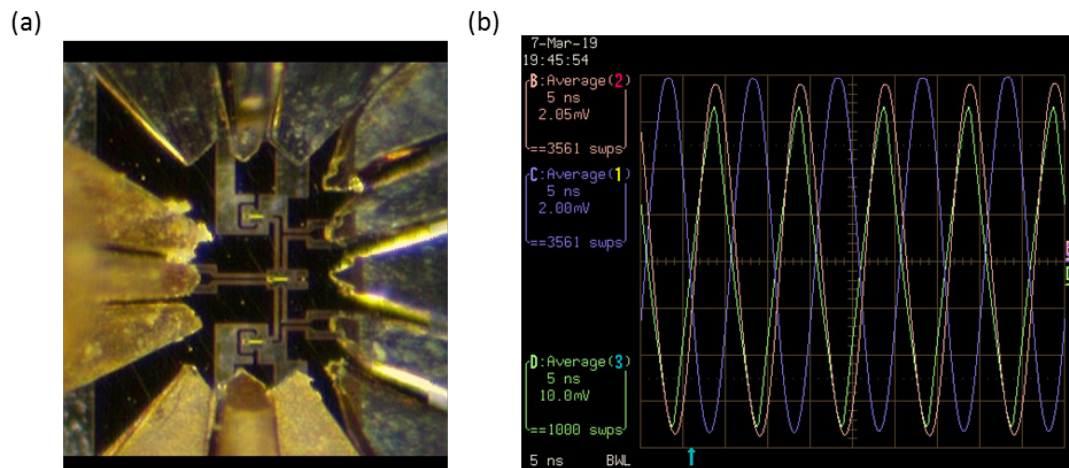 (a)
(b)
7-Mar-19
19:45:54
B:Average(2)
5 ns
2.05mV
==3561 swps
C:Average(1)
5 ns
2.00mV
==3561 swps
D:Average(3)
5 ns
10.0mV
==1000 swps
5 ns BWL